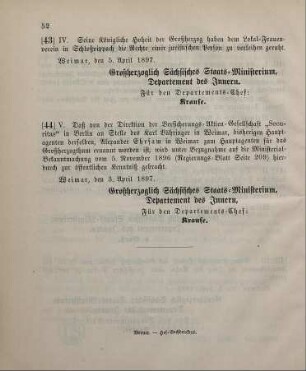 52
[43] IV. Seine Königliche Hoheit der Großherzog haben dem Lokal-Frauen-
verein in Schloßvippach die Rechte einer juristischen Person zu verleihen geruht.
Weimar, den 5. April 1897.
Großherzoglich Sächsisches Staats-Ministerium,
Departement des Innern.
Für den Departements-Chef:
Krause.
[44] V. Daß von der Direktion der Versicherungs-Aktien-Gesellschaft „Secu-
ritas“ in Berlin an Stelle des Karl Döhringer in Weimar, bisherigen Haupt-
agenten derselben, Alexander Ehrsam in Weimar zum Hauptagenten für das
Großherzogthum ernannt worden ist, wird unter Bezugnahme auf die Ministerial-
Bekanntmachung vom 5. November 1896 (Regierungs-Blatt Seite 209) hier-
durch zur öffentlichen Kenntniß gebracht.
Weimar, den 5. April 1897.
Großherzoglich Sächsisches Staats-Ministerium,
Departement des Innern.
Für den Departements-Chef:
Krause.
Weimar. — Hof-Buchdruckerei.